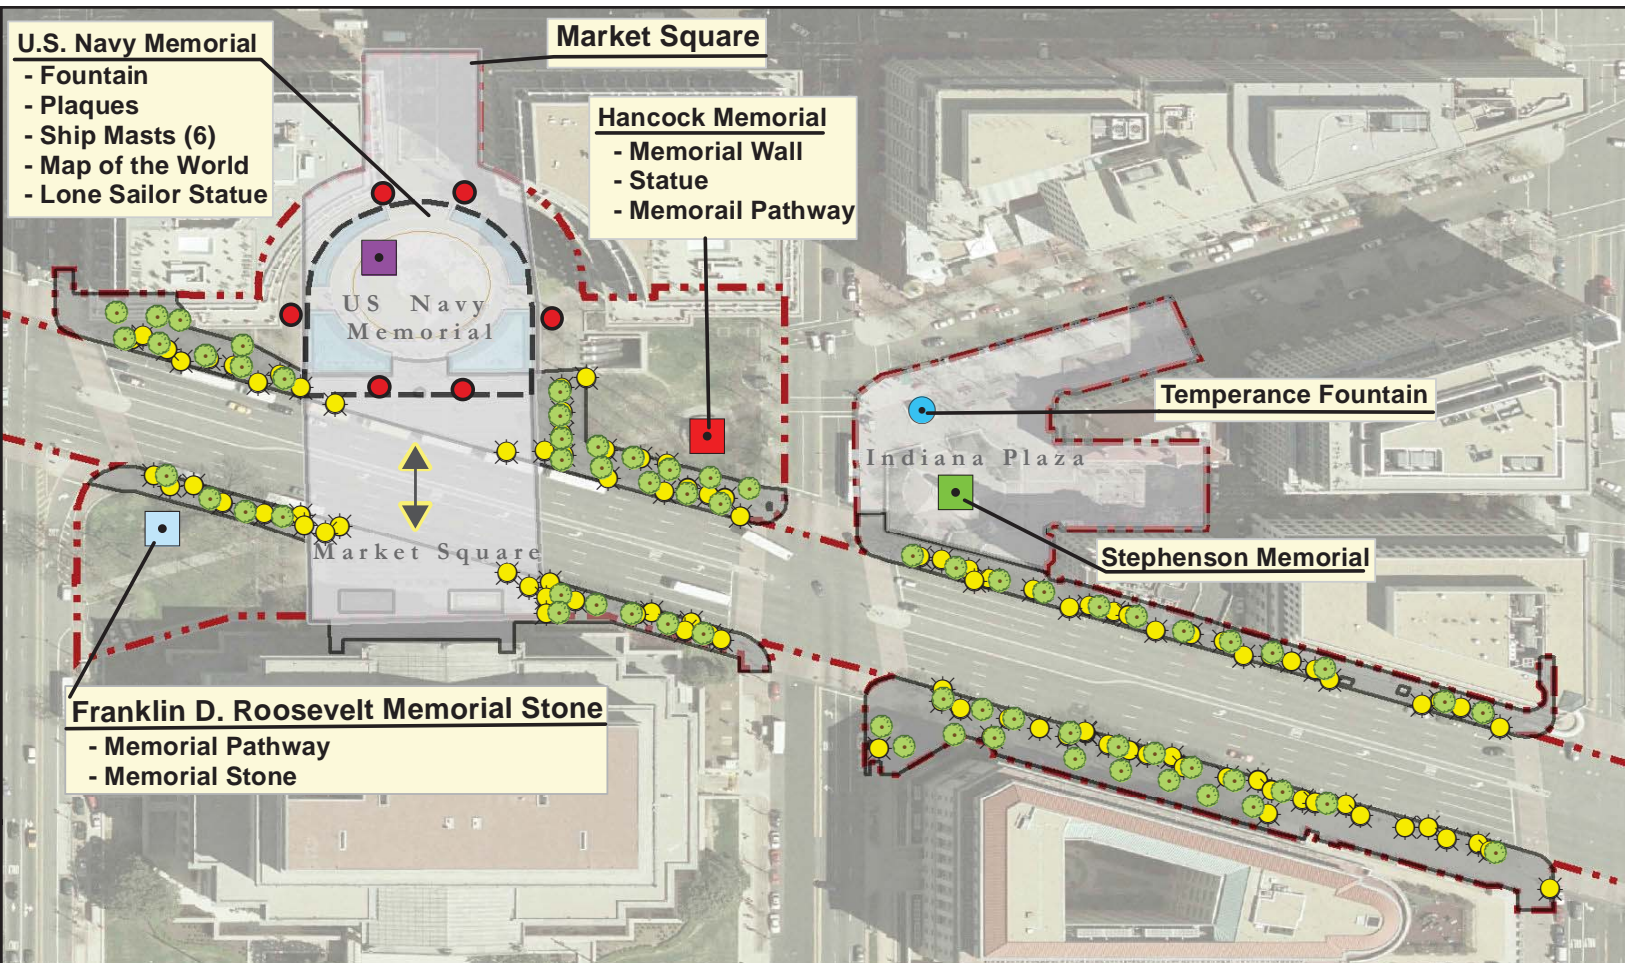 U.S. Navy Memorial
- Fountain
- Plaques
- Ship Masts (6)
- Map of the World
- Lone Sailor Statue
Market Square
Hancock Memorial
- Memorial Wall
- Statue
- Memorail Pathway
US Navy
Memorial
Temperance Fountain
Indiana Plaza
Market Square
Stephenson Memorial
Franklin D. Roosevelt Memorial Stone
- Memorial Pathway
- Memorial Stone